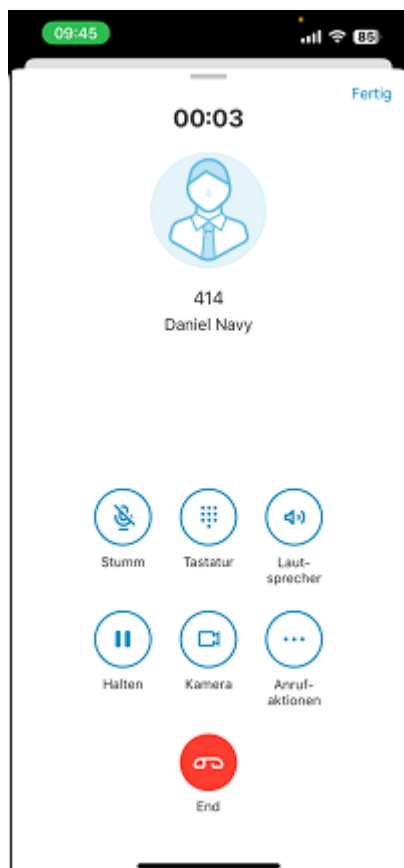 09:45
85
Fertig
00:03
414
Daniel Navy
Stumm
Tastatur
Laut-
sprecher
Halten
Kamera
Anruf-
aktionen
End